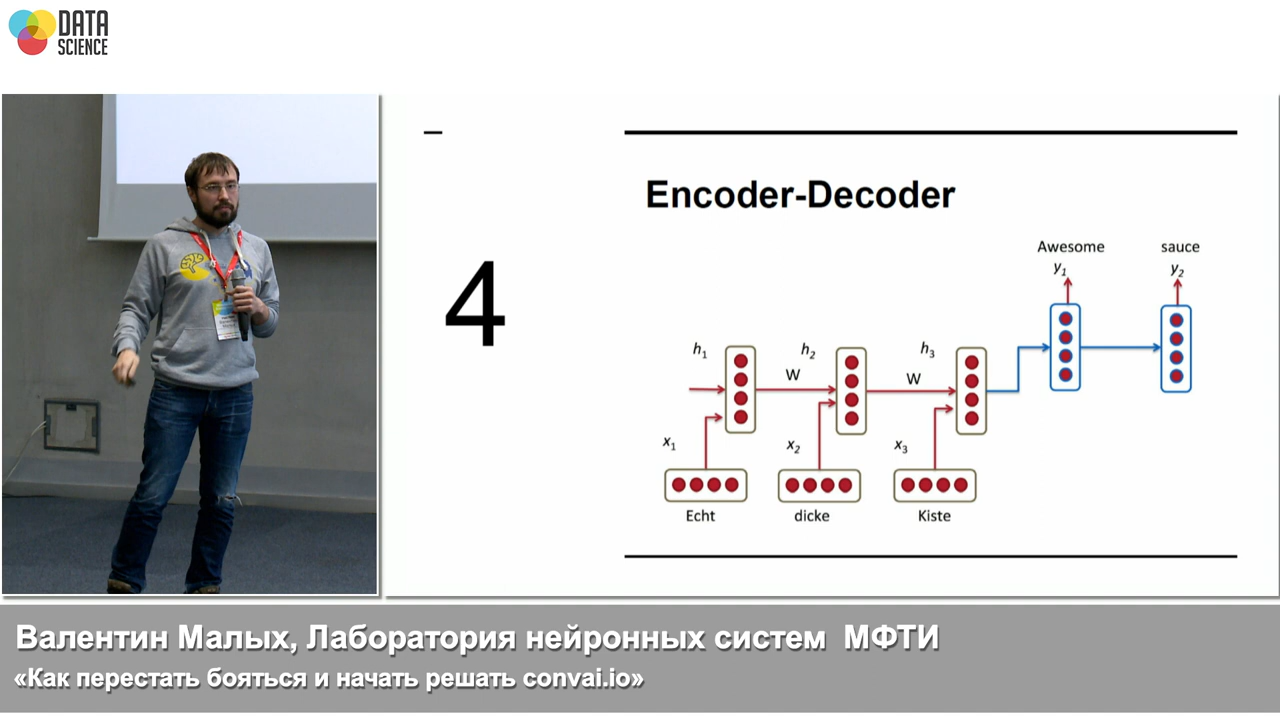 DATA
SCIENCE
4
Encoder-Decoder
Awesome sauce
y1 y2
h1 h2 h3
W W
x1 x2 x3
Echt dicke Kiste
Валентин Малых, Лаборатория нейронных систем МФТИ
«Как перестать бояться и начать решать convai.io»